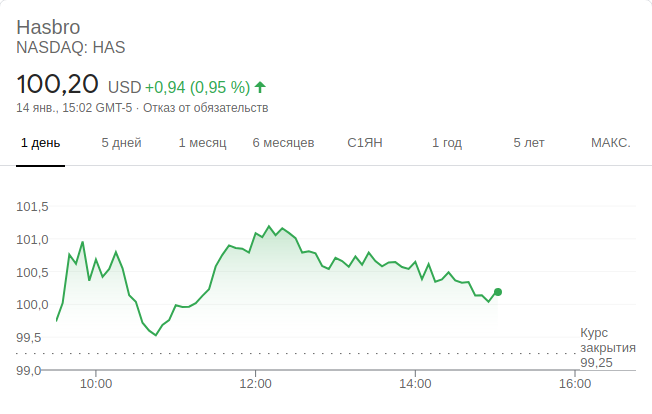 Hasbro
NASDAQ: HAS
100,20 USD +0,94 (0,95 %)
14 янв., 15:02 GMT-5 · Отказ от обязательств
1 день 5 дней 1 месяц 6 месяцев С1ЯН 1 год 5 лет МАКС.
101,5
101,0
100,5
100,0
99,5
99,0
Курс
закрытия
99,25
10:00 12:00 14:00 16:00